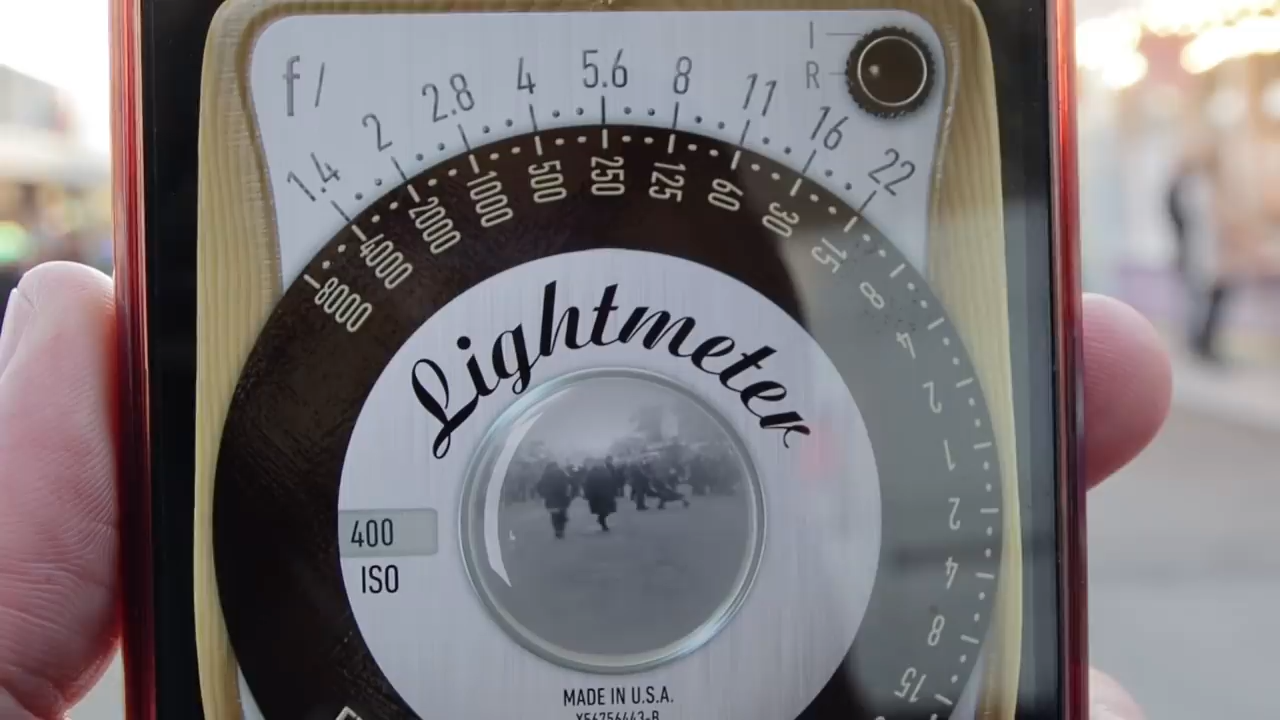 f/ 1.4 2 2.8 4 5.6 8 11 16 22
I
R
8000 4000 2000 1000 500 250 125 60 30 15 8 4 2 1 2 4 8 15
Lightmeter
400
ISO
MADE IN U.S.A.